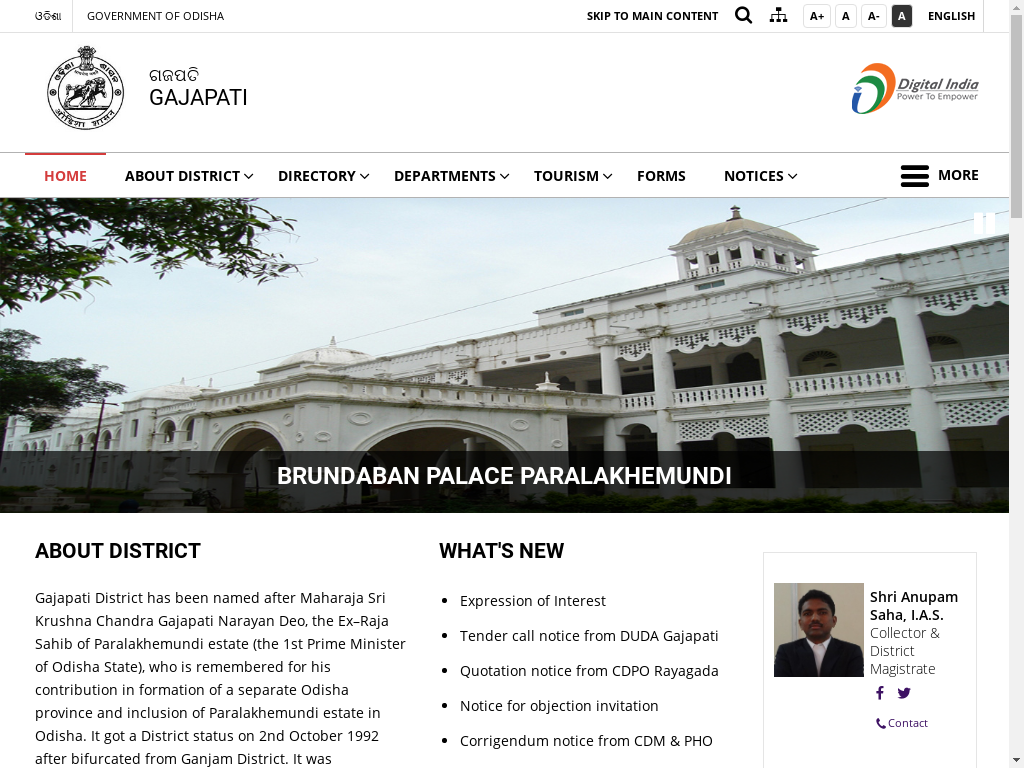 ଓଡିଶା GOVERNMENT OF ODISHA SKIP TO MAIN CONTENT A+ A A- A ENGLISH
ଗଜପତି
GAJAPATI
Digital India
Power To Empower
HOME ABOUT DISTRICT DIRECTORY DEPARTMENTS TOURISM FORMS NOTICES MORE
BRUNDABAN PALACE PARALAKHEMUNDI
ABOUT DISTRICT
Gajapati District has been named after Maharaja Sri
Krushna Chandra Gajapati Narayan Deo, the Ex–Raja
Sahib of Paralakhemundi estate (the 1st Prime Minister
of Odisha State), who is remembered for his
contribution in formation of a separate Odisha
province and inclusion of Paralakhemundi estate in
Odisha. It got a District status on 2nd October 1992
after bifurcated from Ganjam District. It was
WHAT'S NEW
Expression of Interest
Tender call notice from DUDA Gajapati
Quotation notice from CDPO Rayagada
Notice for objection invitation
Corrigendum notice from CDM & PHO
Shri Anupam
Saha, I.A.S.
Collector &
District
Magistrate
Contact